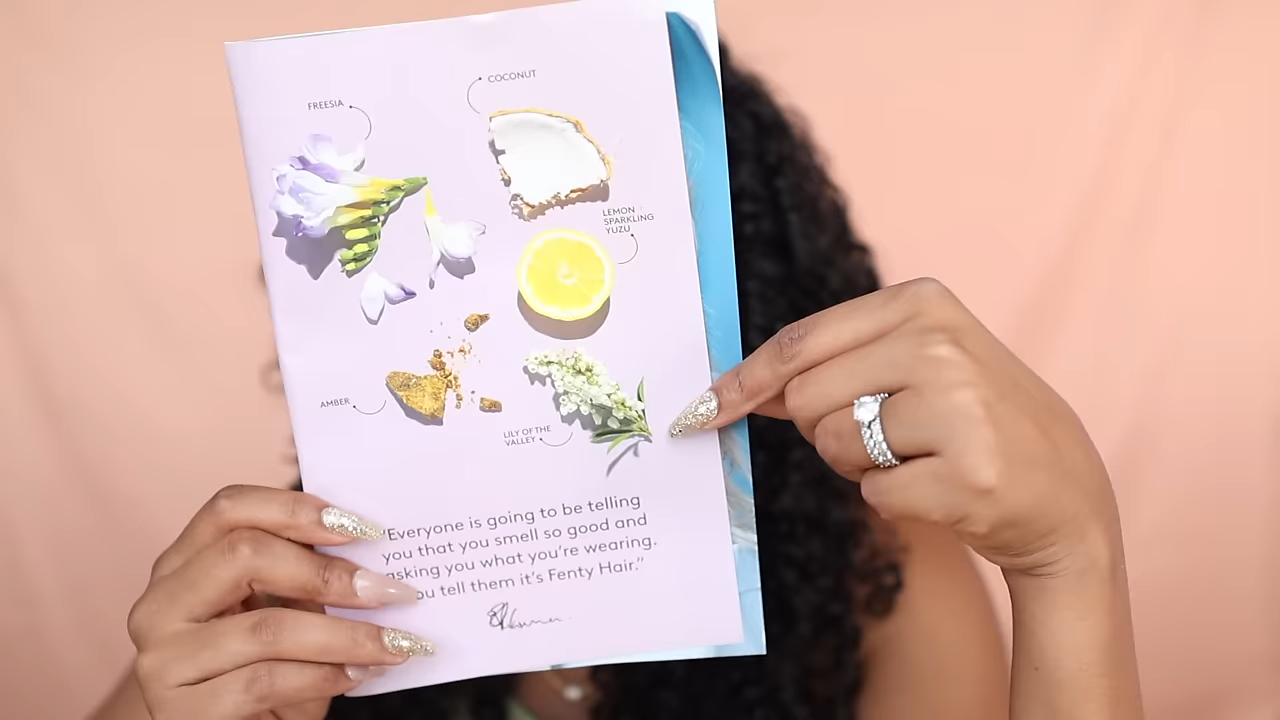 COCONUT
FREESIA
LEMON
SPARKLING
YUZU
AMBER
LILY OF THE
VALLEY
"Everyone is going to be telling
you that you smell so good and
asking you what you're wearing.
you tell them it's Fenty Hair."